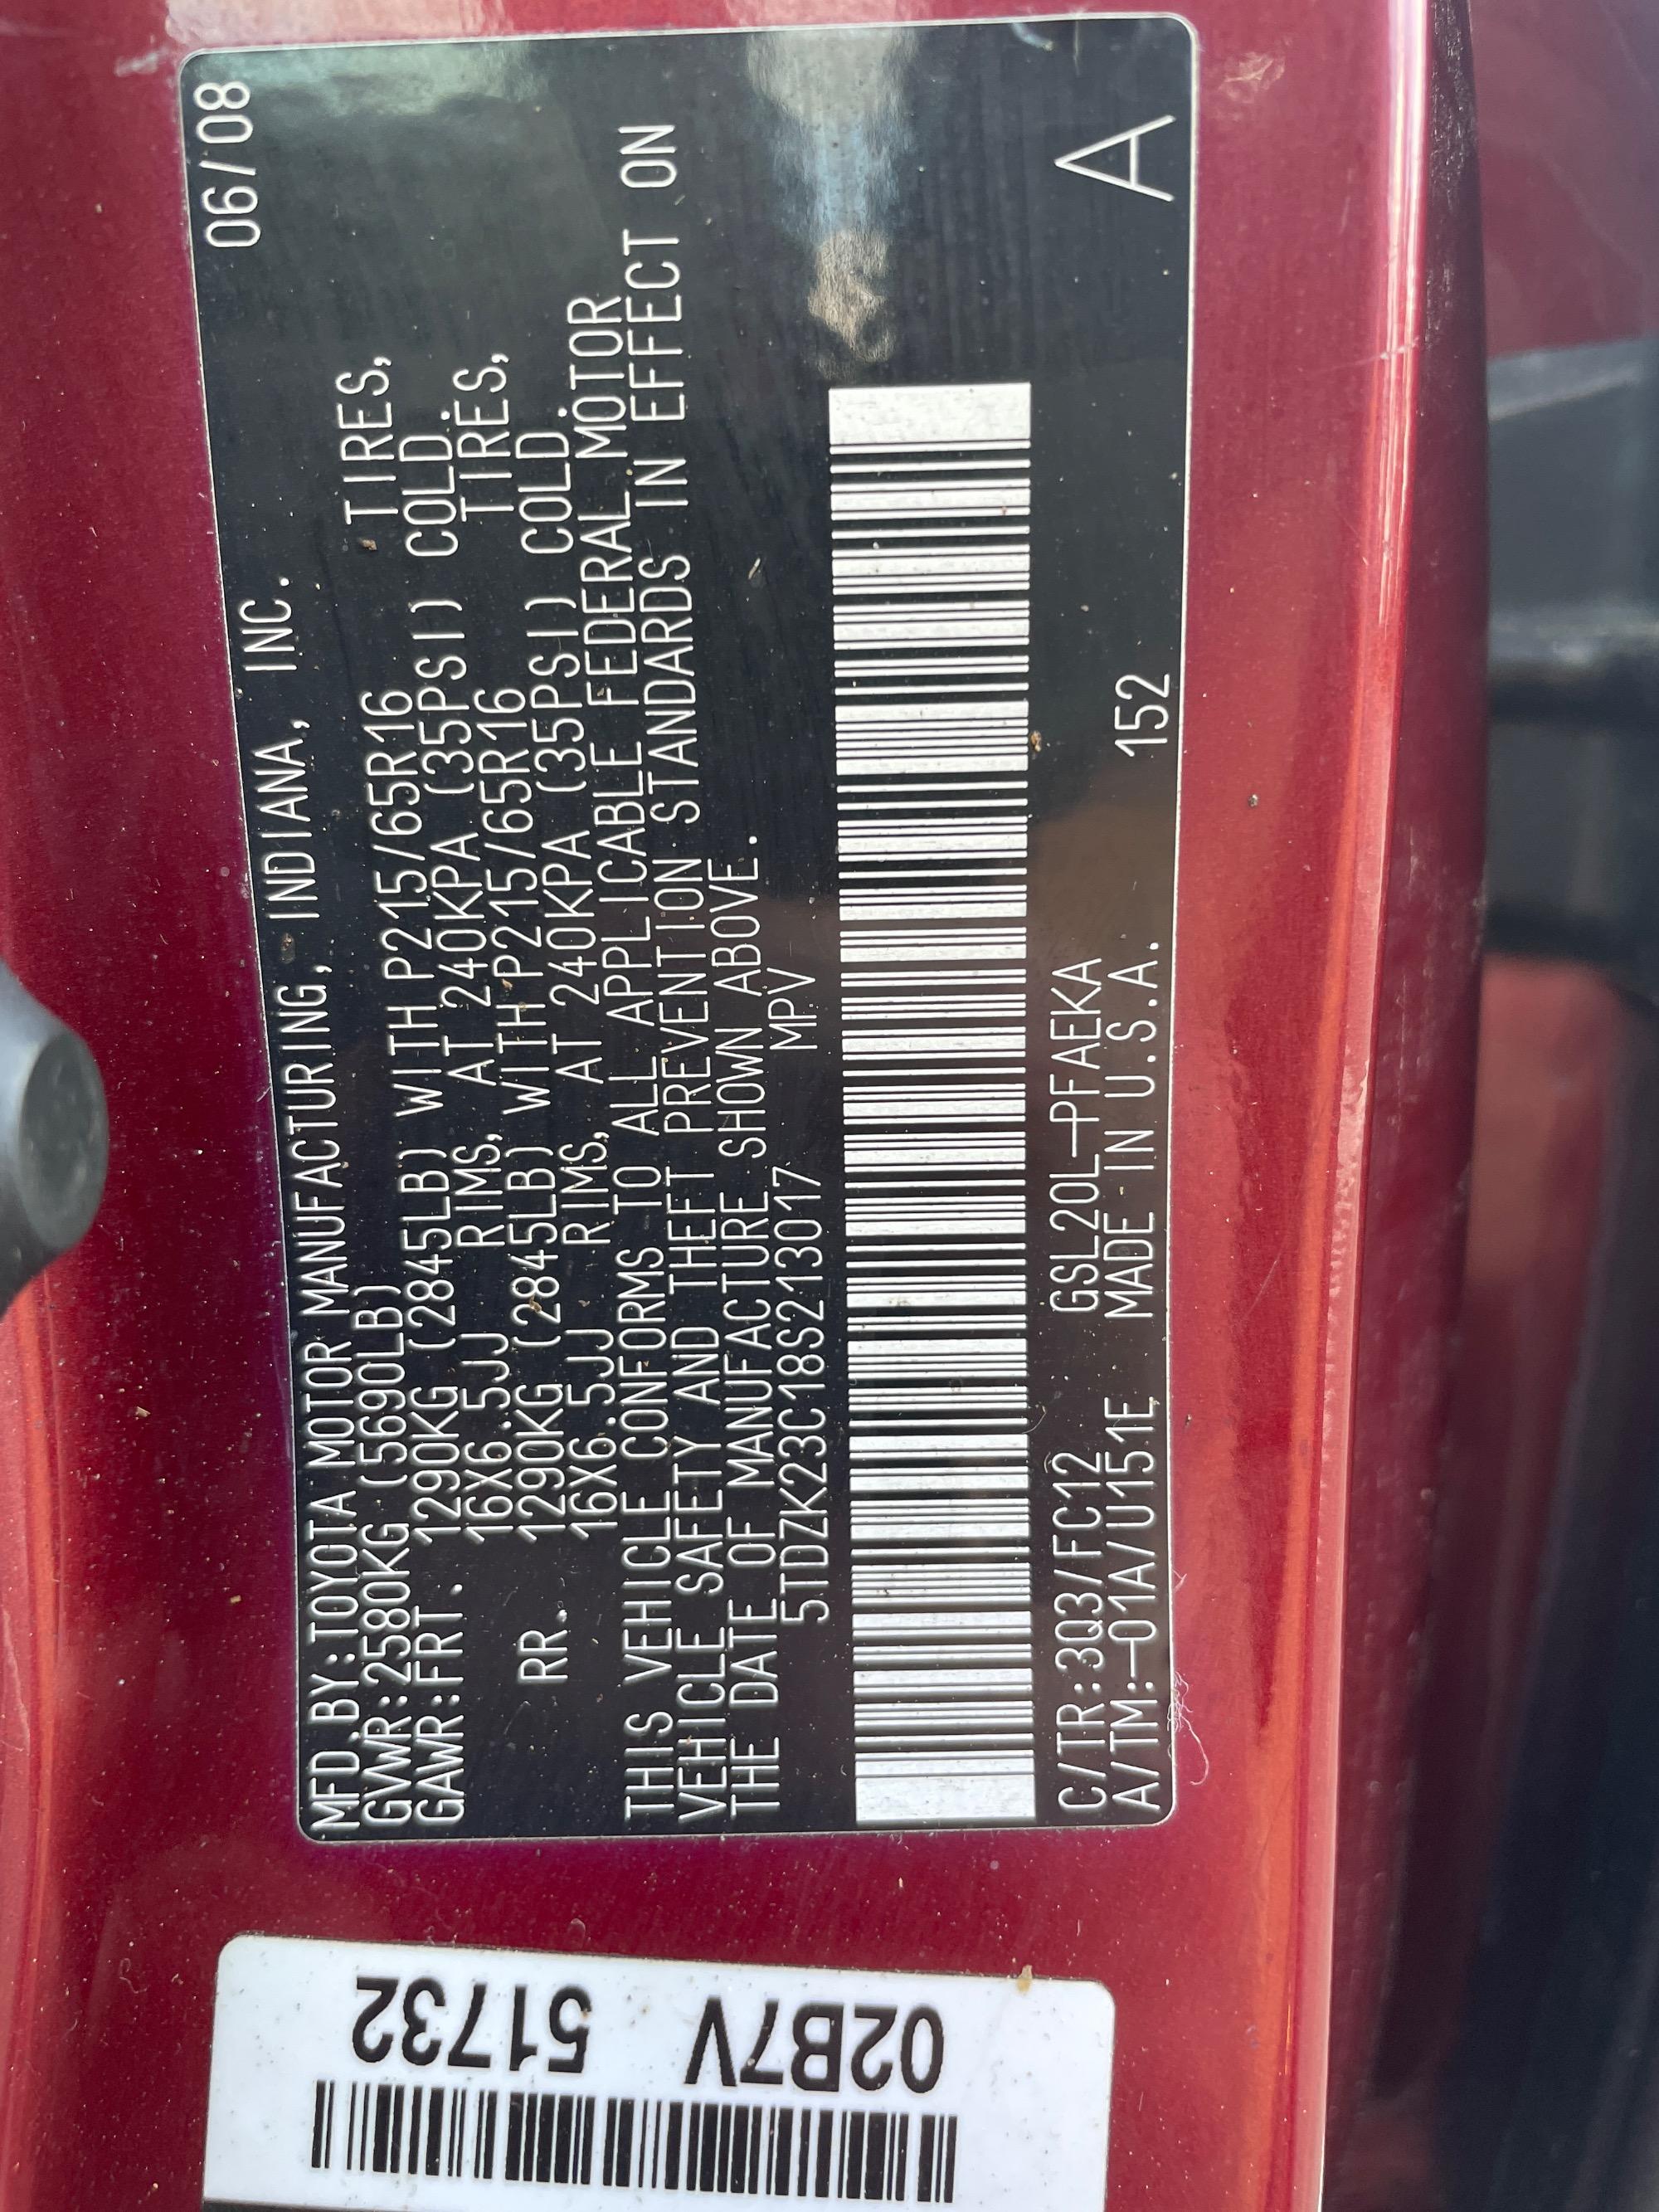 06/08
MFD.BY:TOYOTA MOTOR MANUFACTURING, INDIANA, INC.
GVWR:2580KG(5690LB)
GAWR:FRT. 1290KG (2845LB) WITH P215/65R16 TIRES,
16X6.5JJ RIMS, AT 240KPA(35PSI) COLD.
RR. 1290KG (2845LB) WITH P215/65R16 TIRES,
16X6.5JJ RIMS, AT 240KPA(35PSI) COLD.
THIS VEHICLE CONFORMS TO ALL APPLICABLE FEDERAL MOTOR
VEHICLE SAFETY AND THEFT PREVENTION STANDARDS IN EFFECT ON
THE DATE OF MANUFACTURE SHOWN ABOVE.
5TDZK23C18S213017 MPV
C/TR:3Q3/FC12 GSL20L-PFAEKA
A/TM:-01A/U151E MADE IN U.S.A. 152
A
02B7V 51732